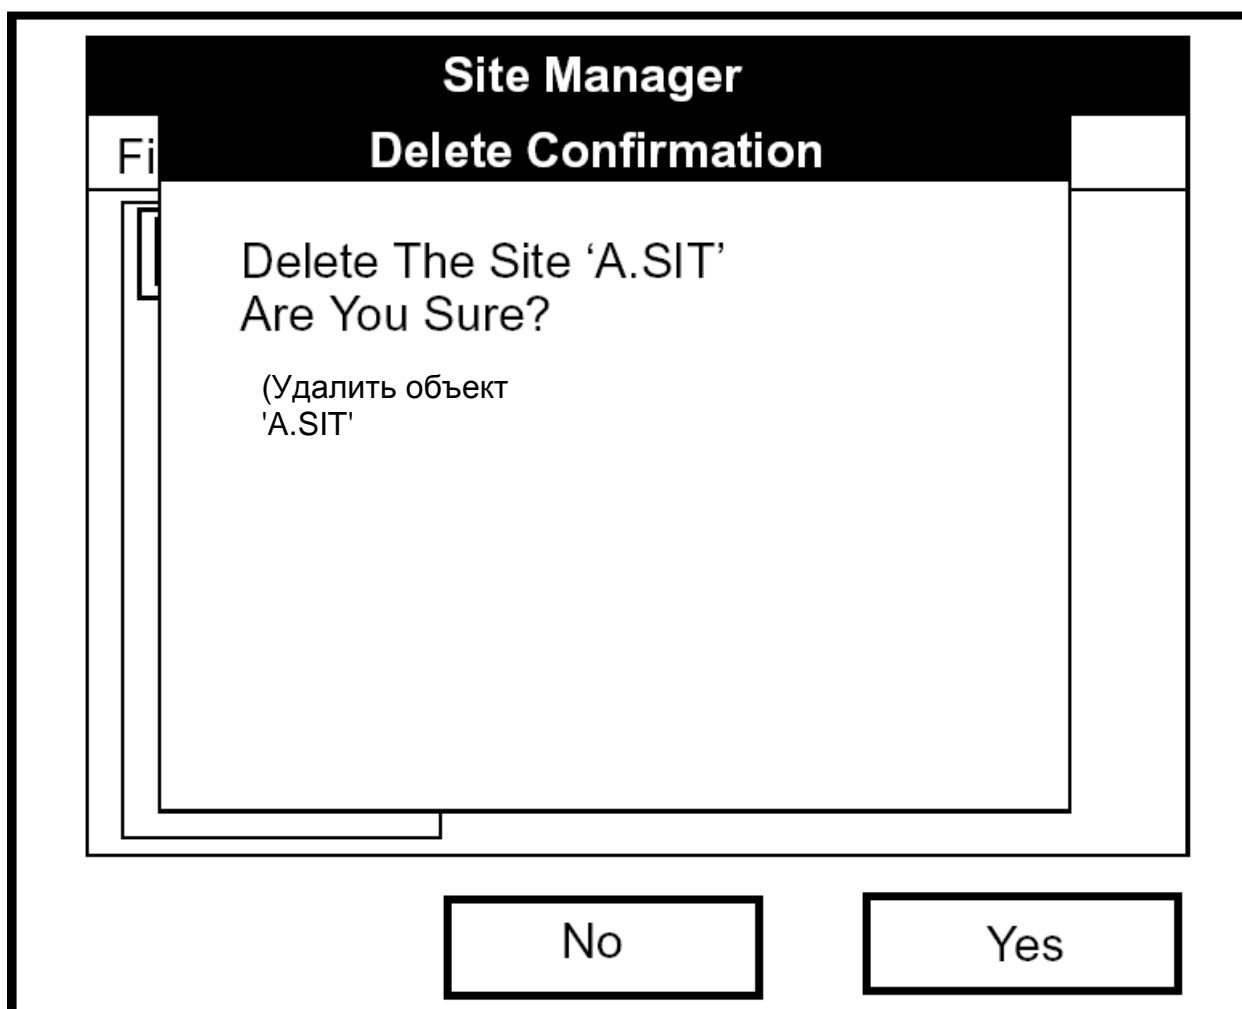 Site Manager
Delete Confirmation
Fi
Delete The Site ‘A.SIT’
Are You Sure?
(Удалить объект
'A.SIT'
No
Yes